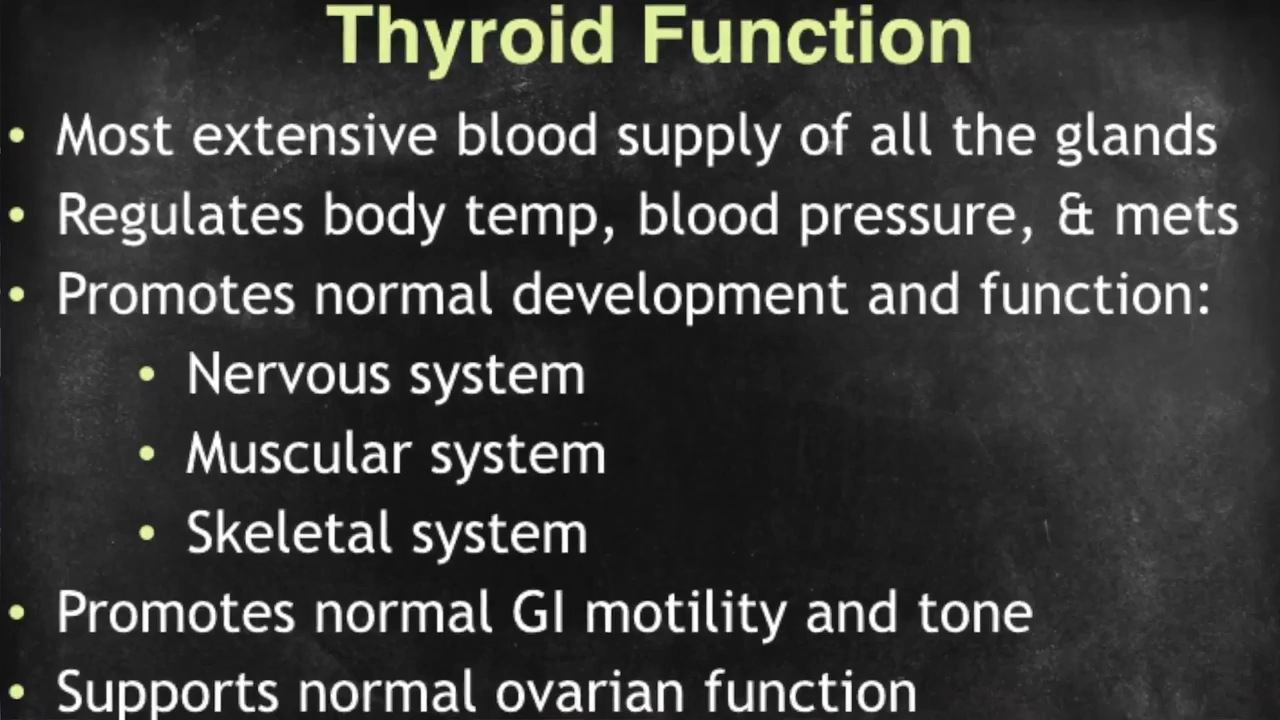 Thyroid Function
• Most extensive blood supply of all the glands
• Regulates body temp, blood pressure, & mets
• Promotes normal development and function:
• Nervous system
• Muscular system
• Skeletal system
• Promotes normal GI motility and tone
• Supports normal ovarian function